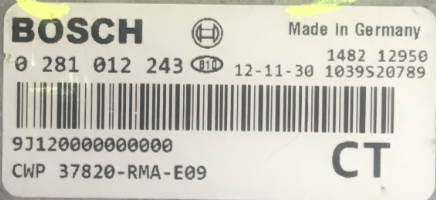 BOSCH Made in Germany
1482 12950
0 281 012 243 B10 12-11-30 1039S20789
9J120000000000
CWP 37820-RMA-E09 CT